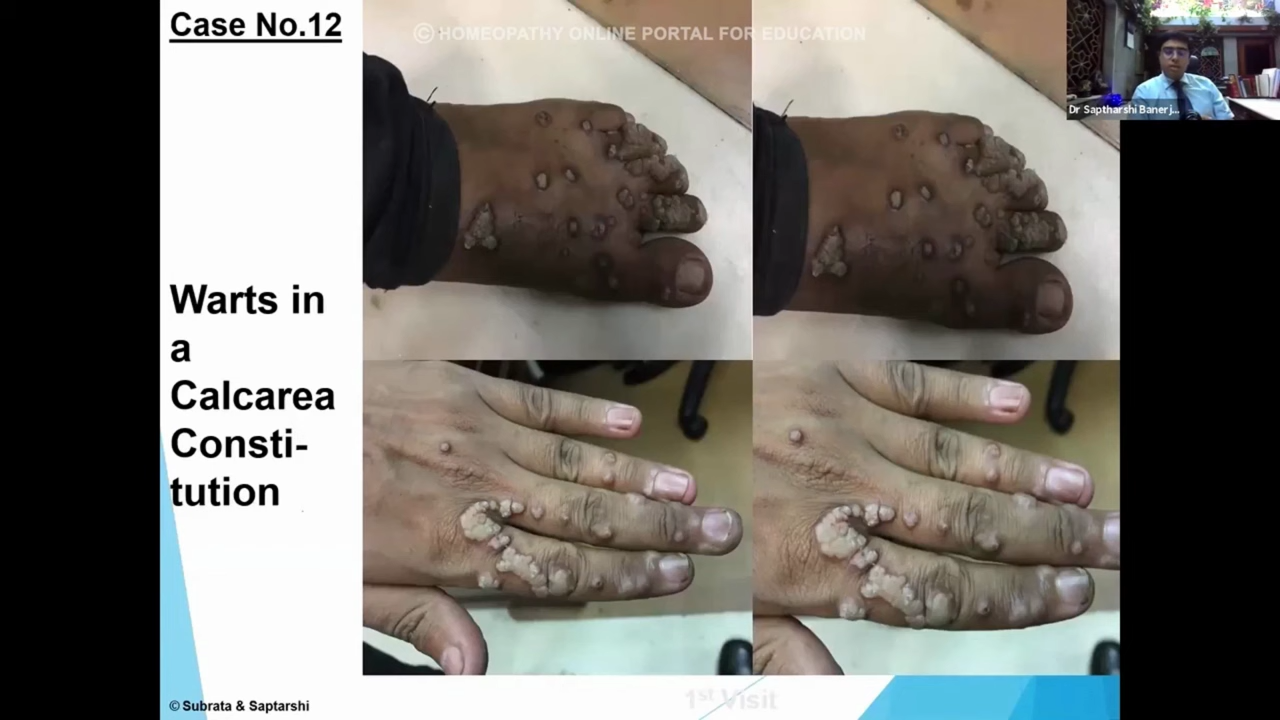 Case No.12
© HOMEOPATHY ONLINE PORTAL FOR EDUCATION
Dr Saptharshi Banerj...
Warts in
a
Calcarea
Consti-
tution
1st Visit
© Subrata & Saptarshi